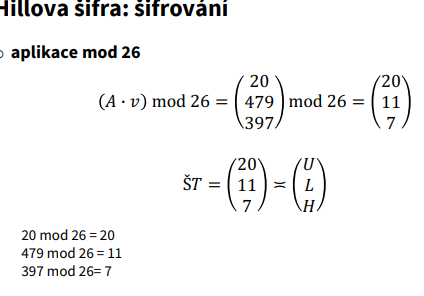 Hillova šifra: šifrování
aplikace mod 26
(A · v) mod 26 = (20 479 397) mod 26 = (20 11 7)
ŠT = (20 11 7) ≍ (U L H)
20 mod 26 = 20
479 mod 26 = 11
397 mod 26= 7